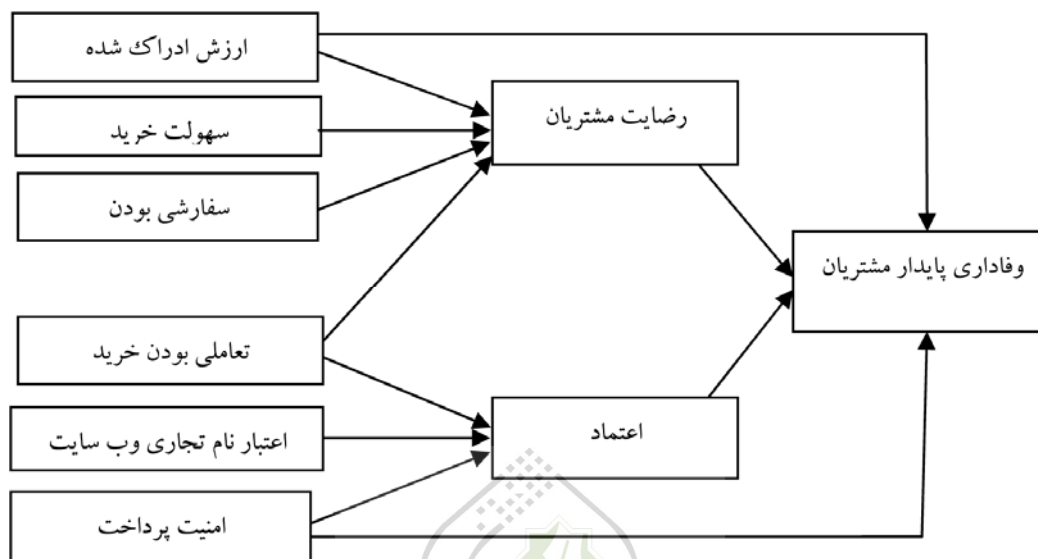 ارزش ادراک شده
سهولت خرید
سفارشی بودن
تعاملی بودن خرید
اعتبار نام تجاری وب سایت
امنیت پرداخت
رضایت مشتریان
اعتماد
وفاداری پایدار مشتریان